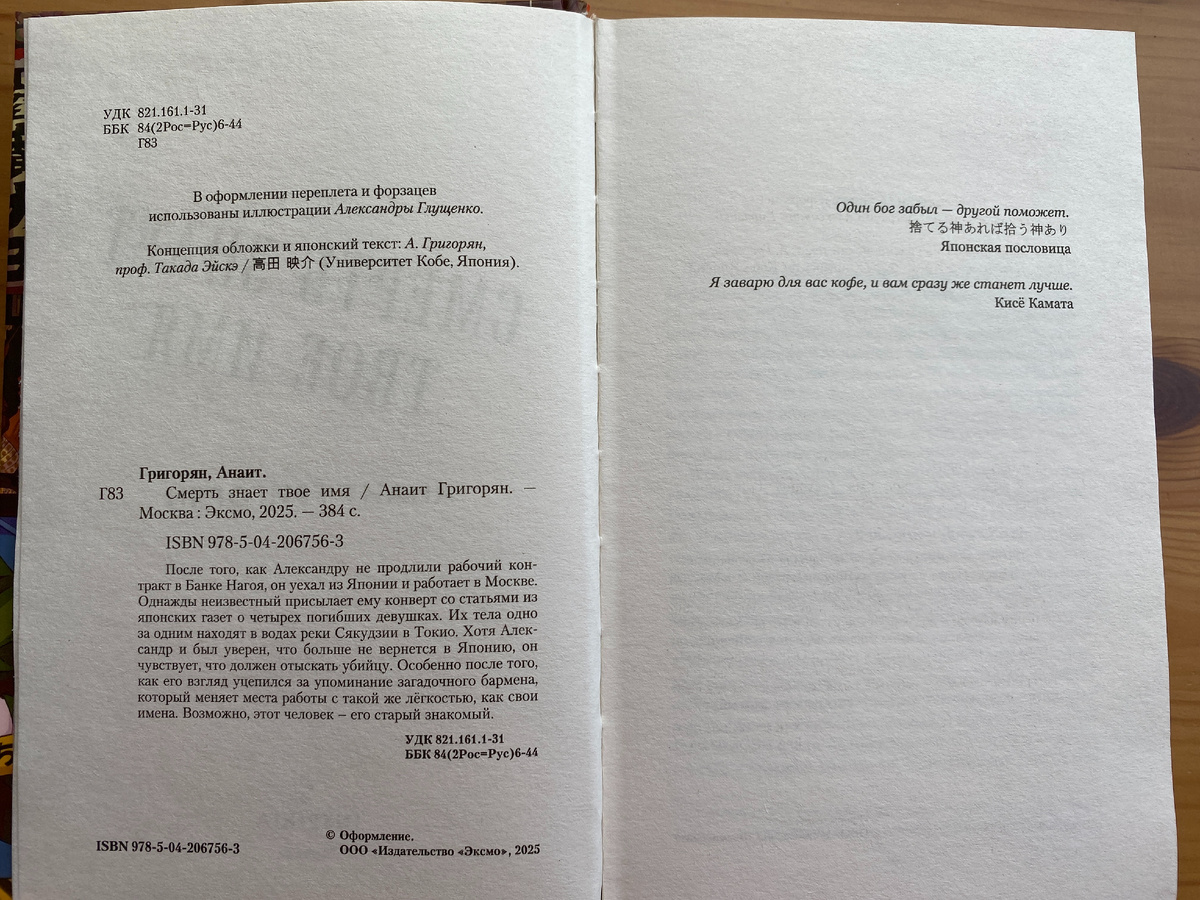 УДК 821.161.1-31
ББК 84(2Рос=Рус)6-44
Г83
В оформлении переплета и форзацев
использованы иллюстрации Александры Глущенко.
Концепция обложки и японский текст: А. Григорян,
проф. Такада Эйскэ / 高田 映介 (Университет Кобе, Япония).
Григорян, Анаит.
Г83 Смерть знает твое имя / Анаит Григорян. —
Москва : Эксмо, 2025. — 384 с.
ISBN 978-5-04-206756-3
После того, как Александру не продлили рабочий кон-
тракт в Банке Нагоя, он уехал из Японии и работает в Москве.
Однажды неизвестный присылает ему конверт со статьями из
японских газет о четырех погибших девушках. Их тела одно
за одним находят в водах реки Сякудзии в Токио. Хотя Алек-
сандр и был уверен, что больше не вернется в Японию, он
чувствует, что должен отыскать убийцу. Особенно после того,
как его взгляд уцепился за упоминание загадочного бармена,
который меняет места работы с такой же лёгкостью, как свои
имена. Возможно, этот человек – его старый знакомый.
УДК 821.161.1-31
ББК 84(2Рос=Рус)6-44
ISBN 978-5-04-206756-3
© Оформление.
ООО «Издательство «Эксмо», 2025
Один бог забыл — другой поможет.
捨てる神あれば拾う神あり
Японская пословица
Я заварю для вас кофе, и вам сразу же станет лучше.
Кисё Камата